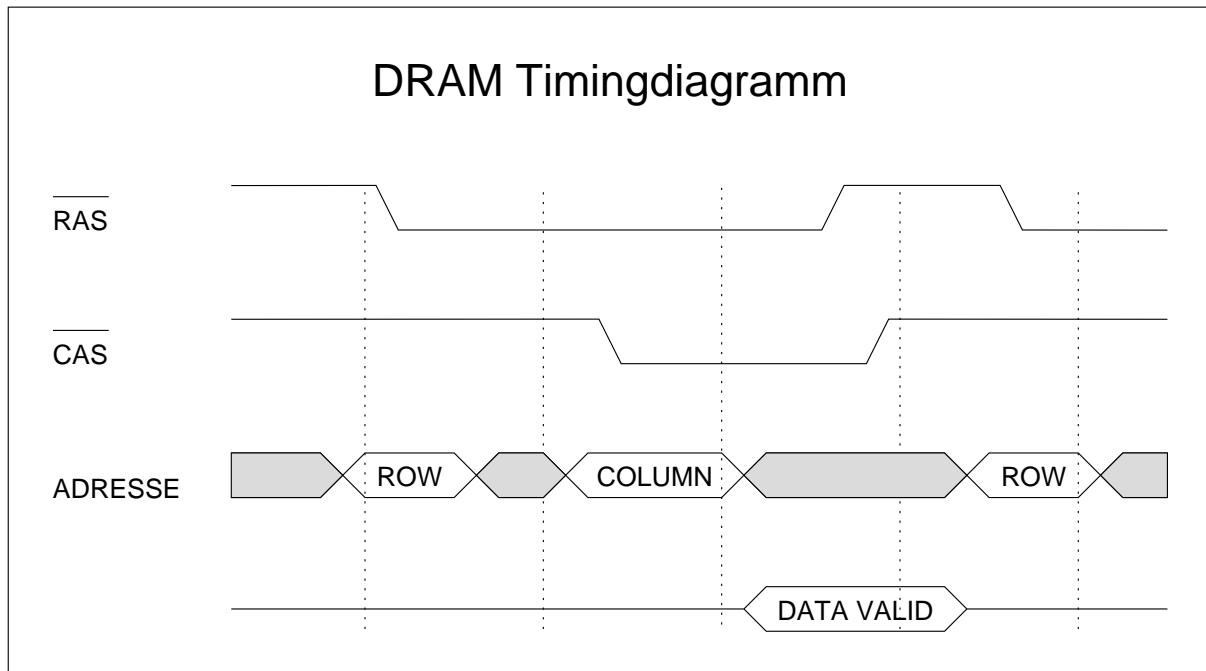 DRAM Timingdiagramm
RAS
CAS
ADRESSE ROW COLUMN ROW
DATA VALID